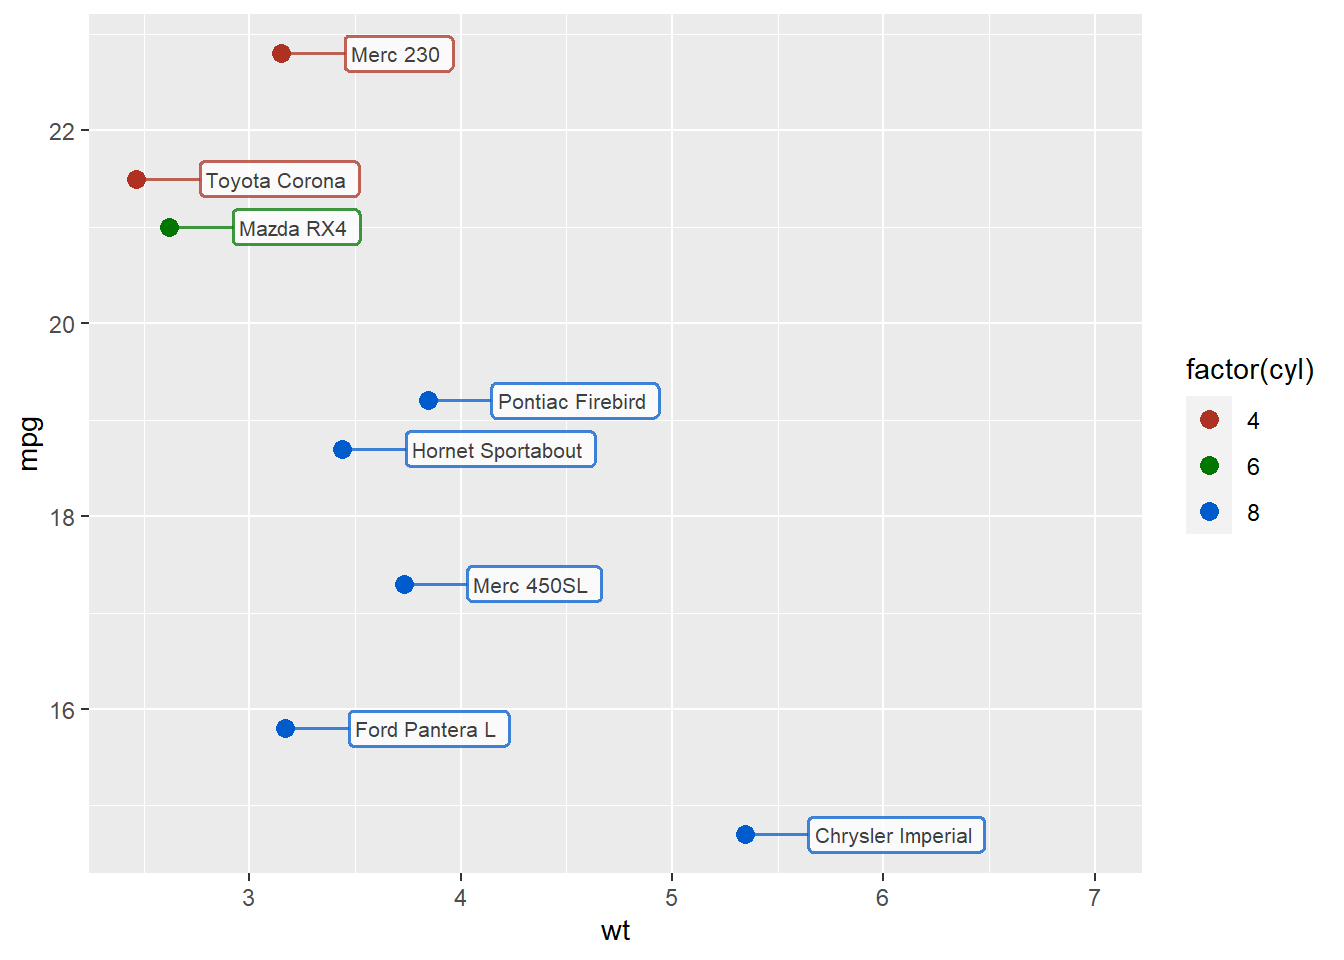 Merc 230
22
Toyota Corona
Mazda RX4
20
Pontiac Firebird
Hornet Sportabout
mpg
18
Merc 450SL
16
Ford Pantera L
Chrysler Imperial
3 4 5 6 7
wt
factor(cyl)
4
6
8